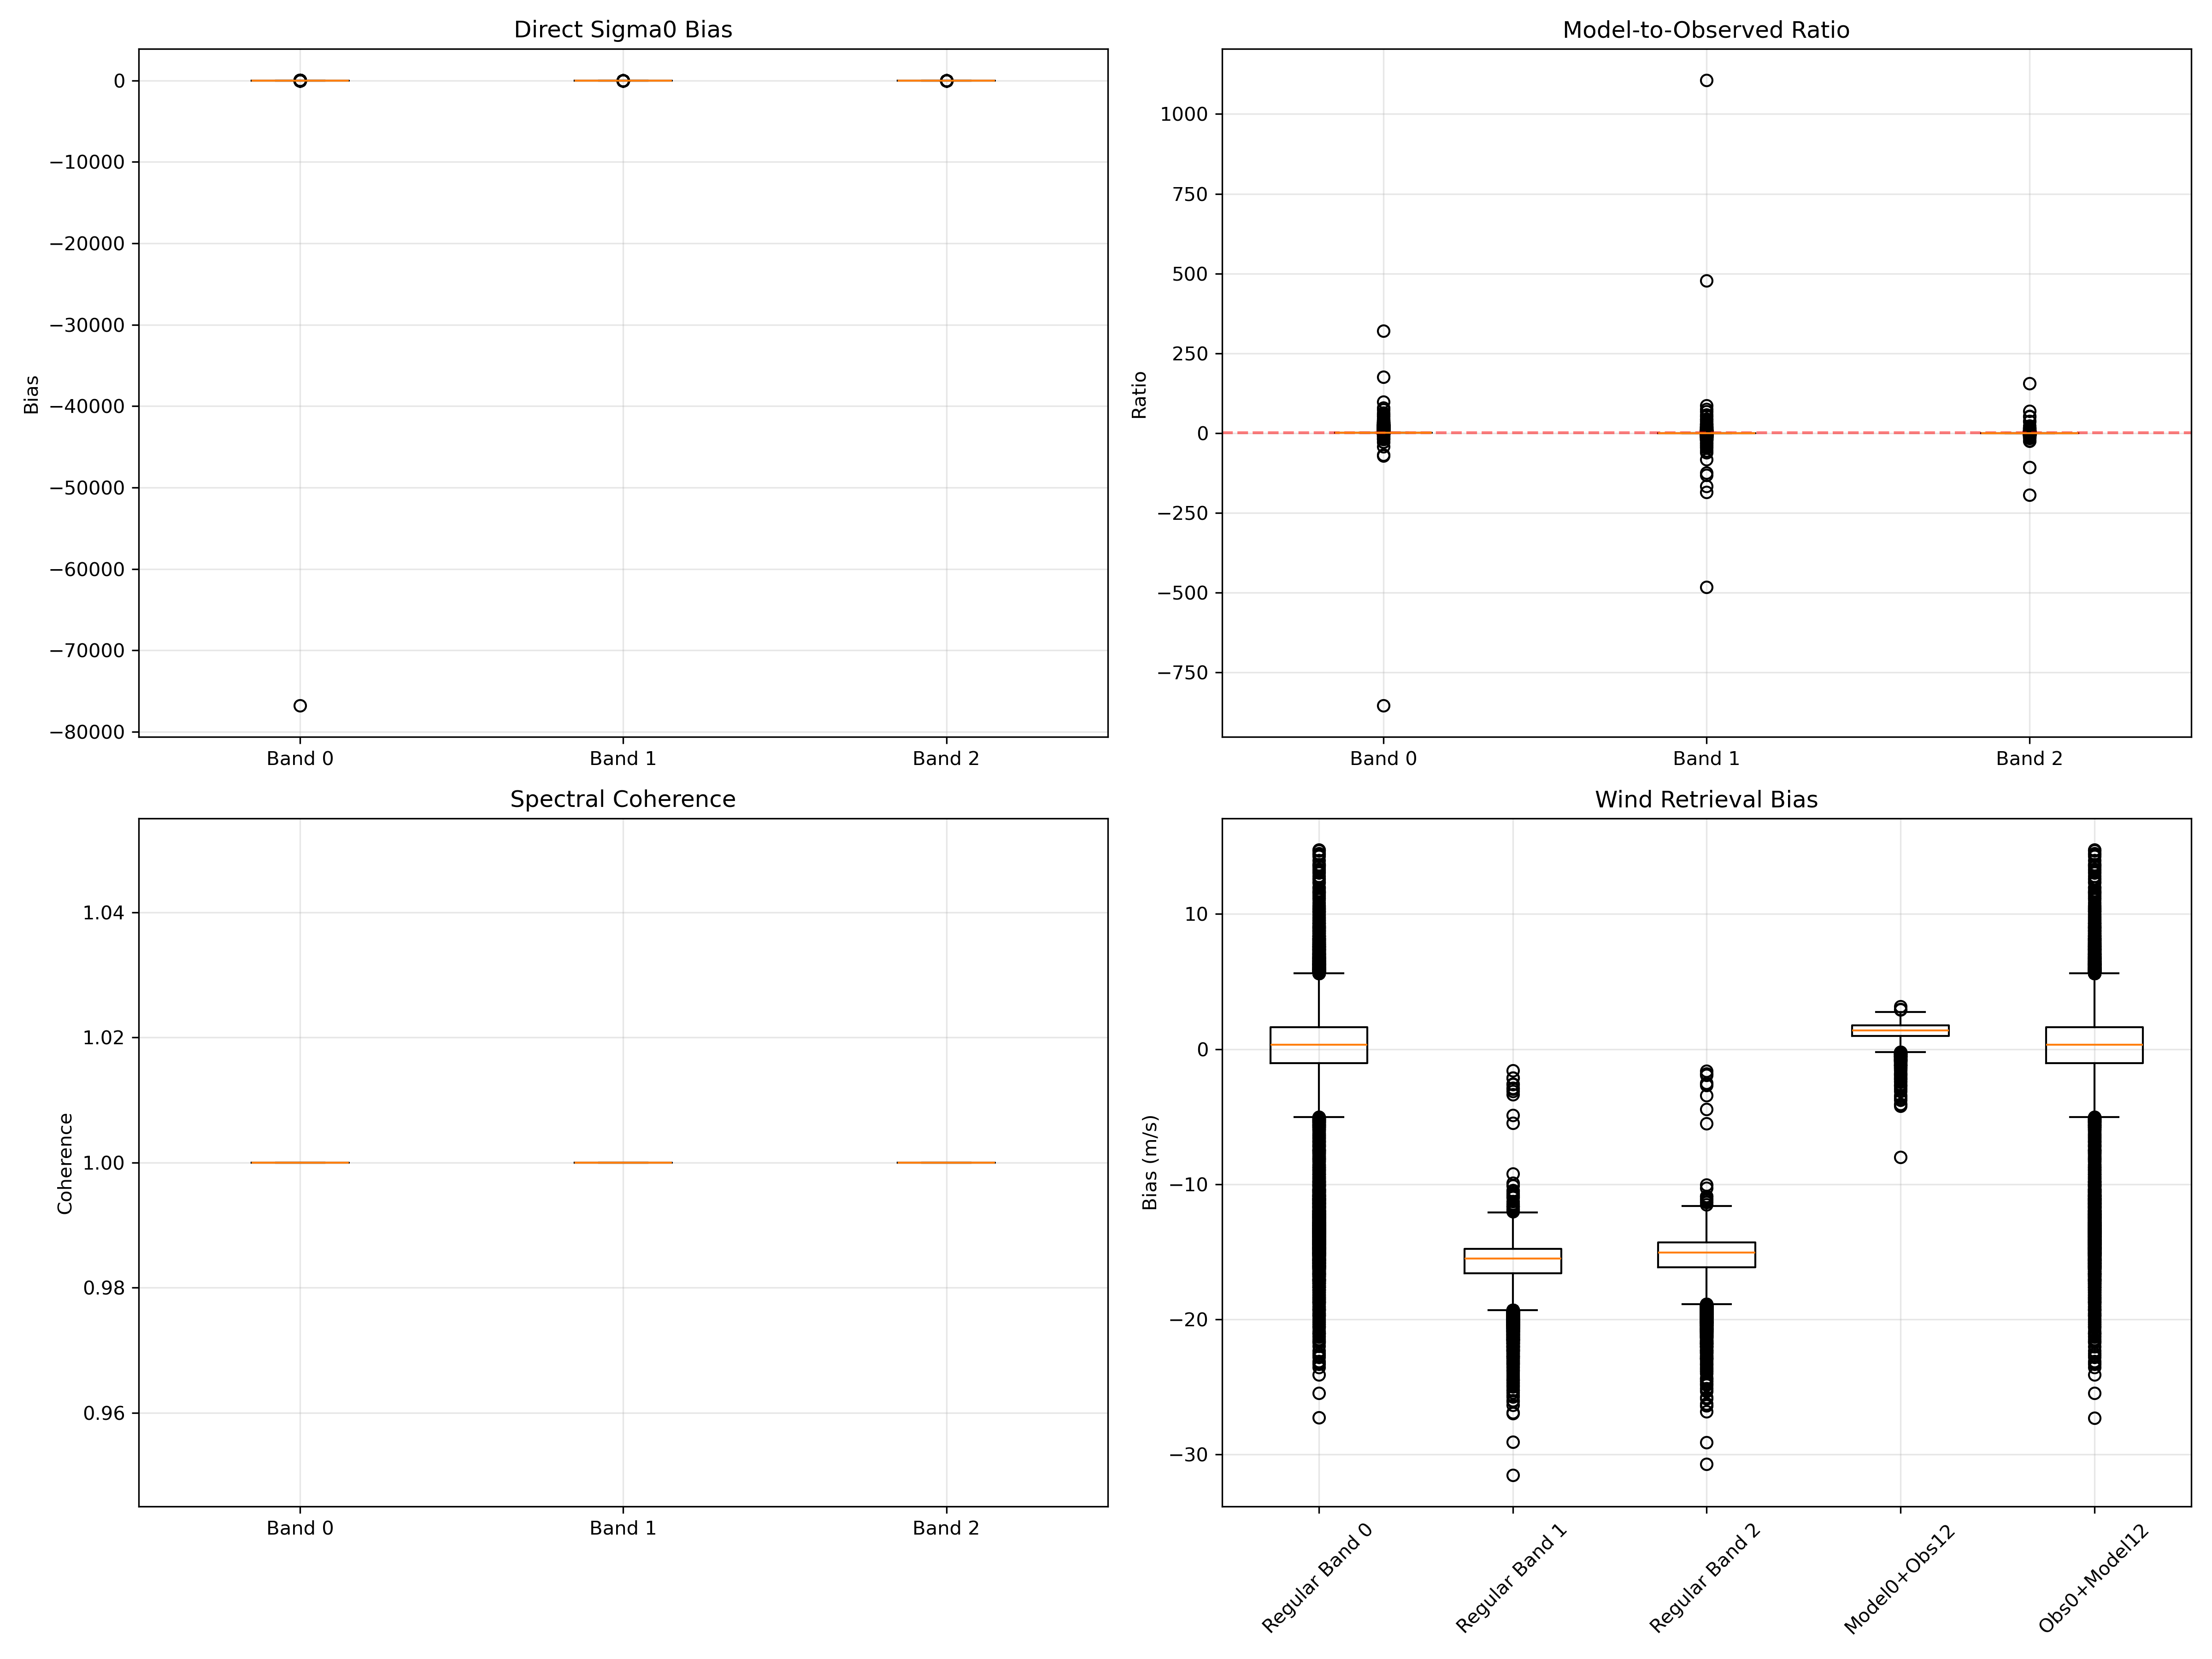 Direct Sigma0 Bias
Bias
0
−10000
−20000
−30000
−40000
−50000
−60000
−70000
−80000
Band 0
Band 1
Band 2
Model-to-Observed Ratio
Ratio
1000
750
500
250
0
−250
−500
−750
Band 0
Band 1
Band 2
Spectral Coherence
Coherence
1.04
1.02
1.00
0.98
0.96
Band 0
Band 1
Band 2
Wind Retrieval Bias
Bias (m/s)
10
0
−10
−20
−30
Regular Band 0
Regular Band 1
Regular Band 2
Model0+Obs12
Obs0+Model12